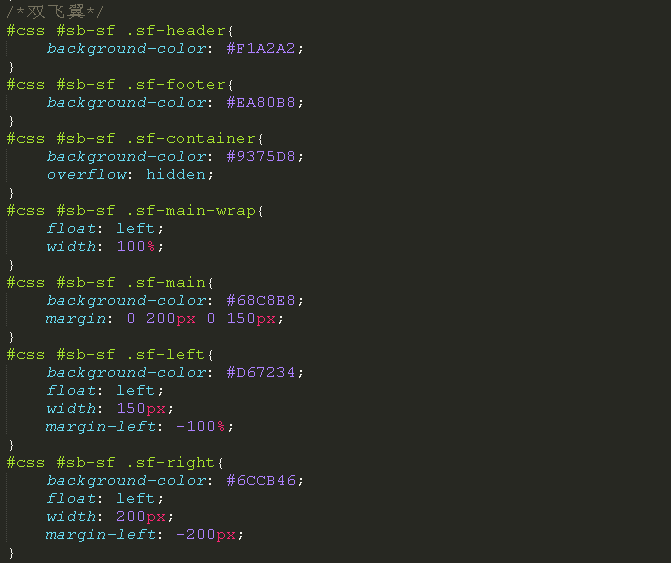 /*双飞翼*/
#css #sb-sf .sf-header{
    background-color: #F1A2A2;
}
#css #sb-sf .sf-footer{
    background-color: #EA80B8;
}
#css #sb-sf .sf-container{
    background-color: #9375D8;
    overflow: hidden;
}
#css #sb-sf .sf-main-wrap{
    float: left;
    width: 100%;
}
#css #sb-sf .sf-main{
    background-color: #68C8E8;
    margin: 0 200px 0 150px;
}
#css #sb-sf .sf-left{
    background-color: #D67234;
    float: left;
    width: 150px;
    margin-left: -100%;
}
#css #sb-sf .sf-right{
    background-color: #6CCB46;
    float: left;
    width: 200px;
    margin-left: -200px;
}